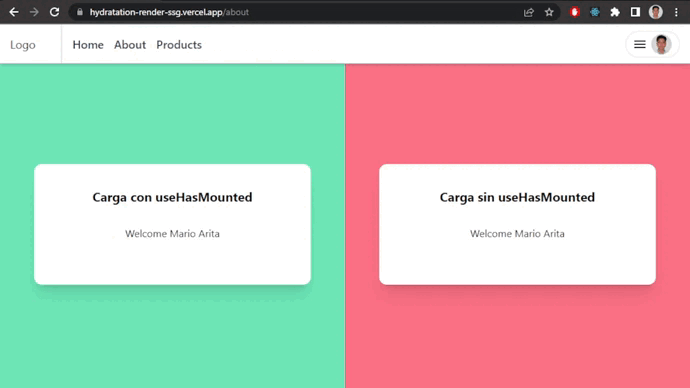 hydratation-render-ssg.vercel.app/about
Logo Home About Products
Carga con useHasMounted
Welcome Mario Arita
Carga sin useHasMounted
Welcome Mario Arita